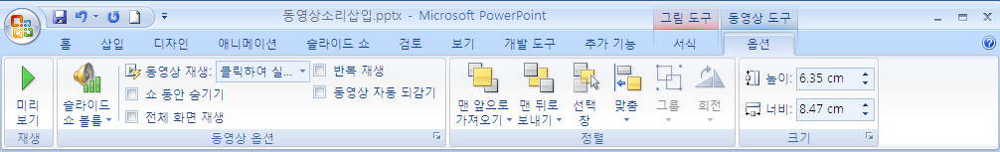 동영상소리삽입.pptx - Microsoft PowerPoint
그림 도구 동영상 도구
홈 삽입 디자인 애니메이션 슬라이드 쇼 검토 보기 개발 도구 추가 기능 서식 옵션
미리 보기
재생
슬라이드 쇼 볼륨
동영상 재생: 클릭하여 실...
쇼 동안 숨기기
전체 화면 재생
반복 재생
동영상 자동 되감기
동영상 옵션
맨 앞으로 가져오기
맨 뒤로 보내기
선택 창
맞춤
그룹
회전
정렬
높이: 6.35 cm
너비: 8.47 cm
크기